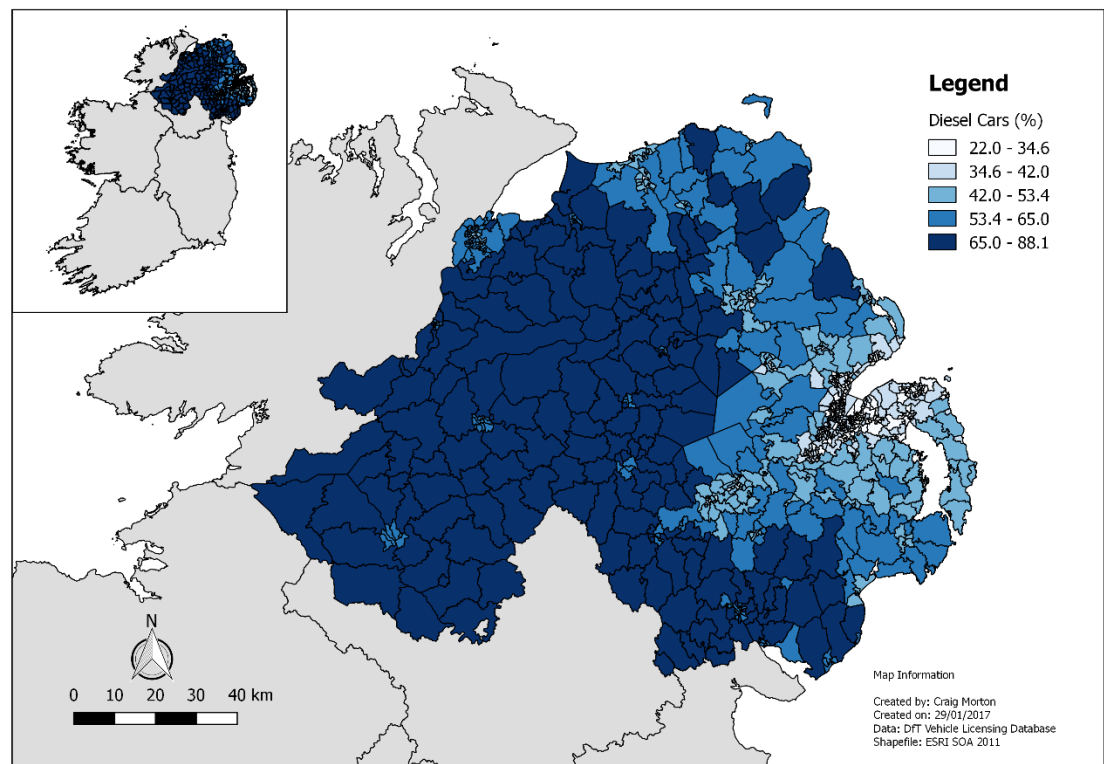 Legend
Diesel Cars (%)
22.0 - 34.6
34.6 - 42.0
42.0 - 53.4
53.4 - 65.0
65.0 - 88.1
N
0 10 20 30 40 km
Map Information
Created by: Craig Morton
Created on: 29/01/2017
Data: DfT Vehicle Licensing Database
Shapefile: ESRI SOA 2011